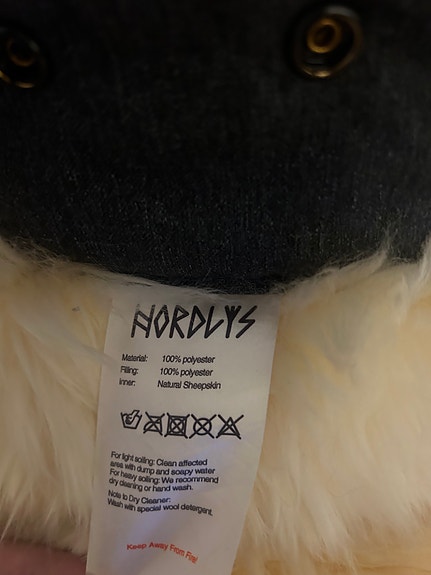 NORDLYS
Material: 100% polyester
Filling: 100% polyester
Inner: Natural Sheepskin
For light soiling: Clean affected
area with dump and soapy water
For heavy soiling: We recommend
dry cleaning or hand wash.
Note to Dry Cleaner:
Wash with special wool detergent.
Keep Away From Fire!